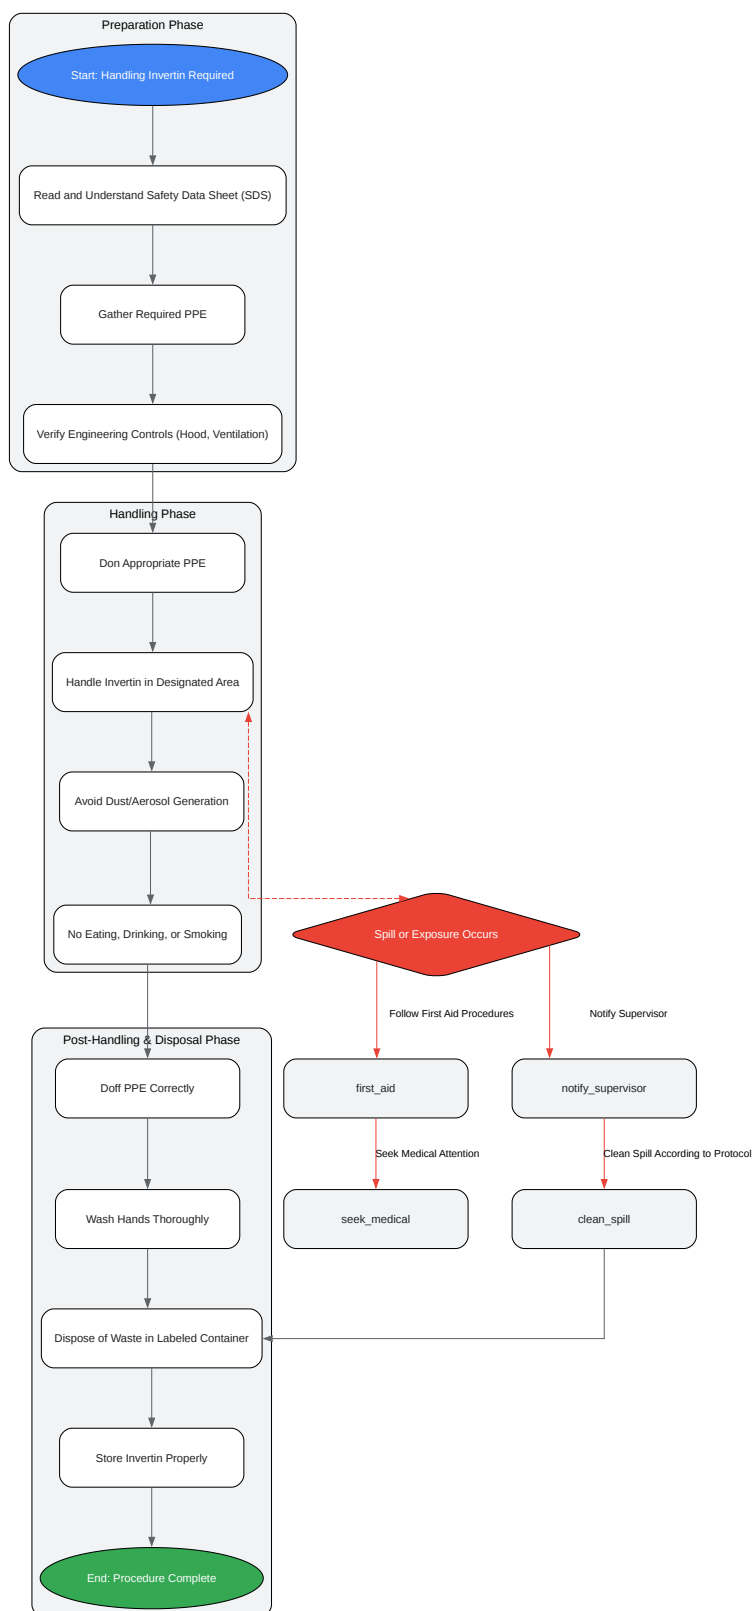 Preparation Phase
Start: Handling Invertin Required
Read and Understand Safety Data Sheet (SDS)
Gather Required PPE
Verify Engineering Controls (Hood, Ventilation)
Handling Phase
Don Appropriate PPE
Handle Invertin in Designated Area
Avoid Dust/Aerosol Generation
No Eating, Drinking, or Smoking
Spill or Exposure Occurs
Follow First Aid Procedures
Notify Supervisor
Post-Handling & Disposal Phase
Doff PPE Correctly
first_aid
notify_supervisor
Seek Medical Attention
Clean Spill According to Protocol
Wash Hands Thoroughly
seek_medical
clean_spill
Dispose of Waste in Labeled Container
Store Invertin Properly
End: Procedure Complete